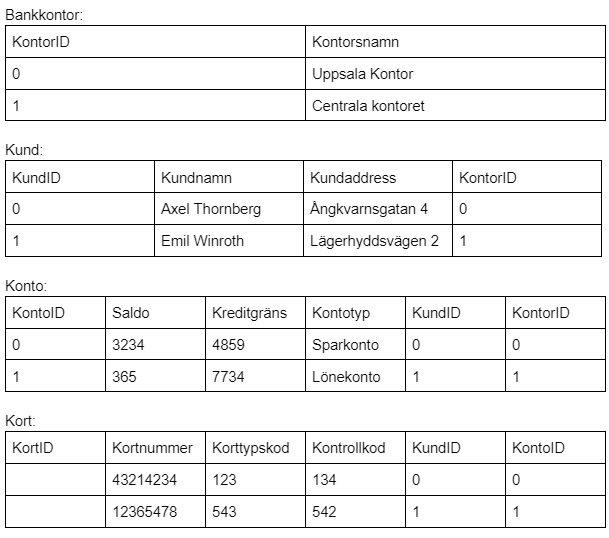 Bankkontor:
KontorID Kontorsnamn
0 Uppsala Kontor
1 Centrala kontoret
Kund:
KundID Kundnamn Kundaddress KontorID
0 Axel Thornberg Ångkvarnsgatan 4 0
1 Emil Winroth Lägerhyddsvägen 2 1
Konto:
KontoID Saldo Kreditgräns Kontotyp KundID KontorID
0 3234 4859 Sparkonto 0 0
1 365 7734 Lönekonto 1 1
Kort:
KortID Kortnummer Korttypskod Kontrollkod KundID KontoID
43214234 123 134 0 0
12365478 543 542 1 1